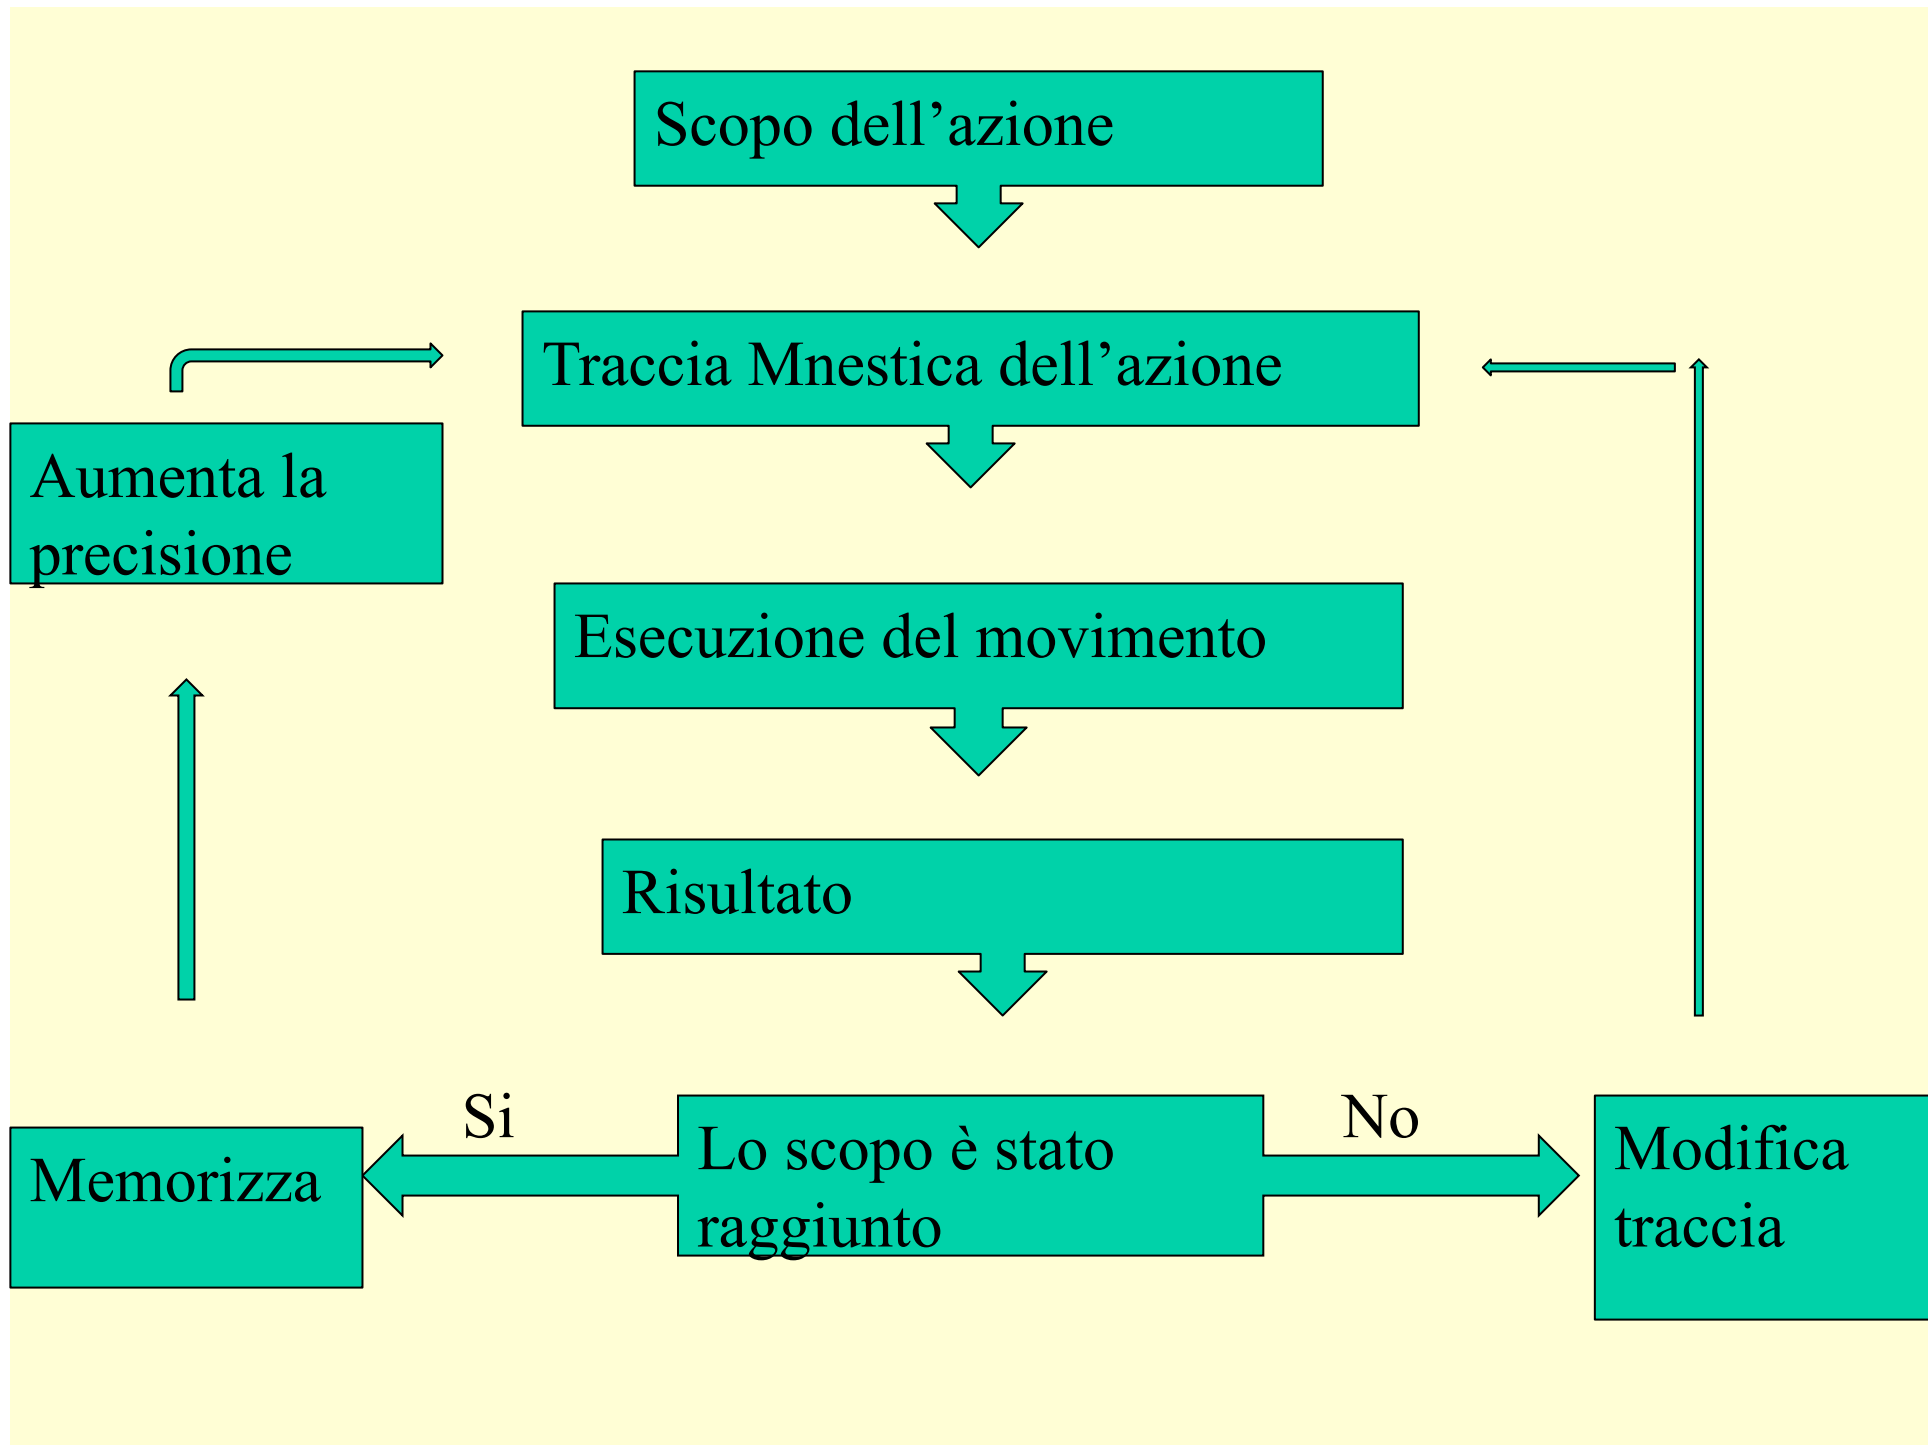 Scopo dell’azione
Traccia Mnestica dell’azione
Aumenta la
precisione
Esecuzione del movimento
Risultato
Si
No
Memorizza
Lo scopo è stato
raggiunto
Modifica
traccia